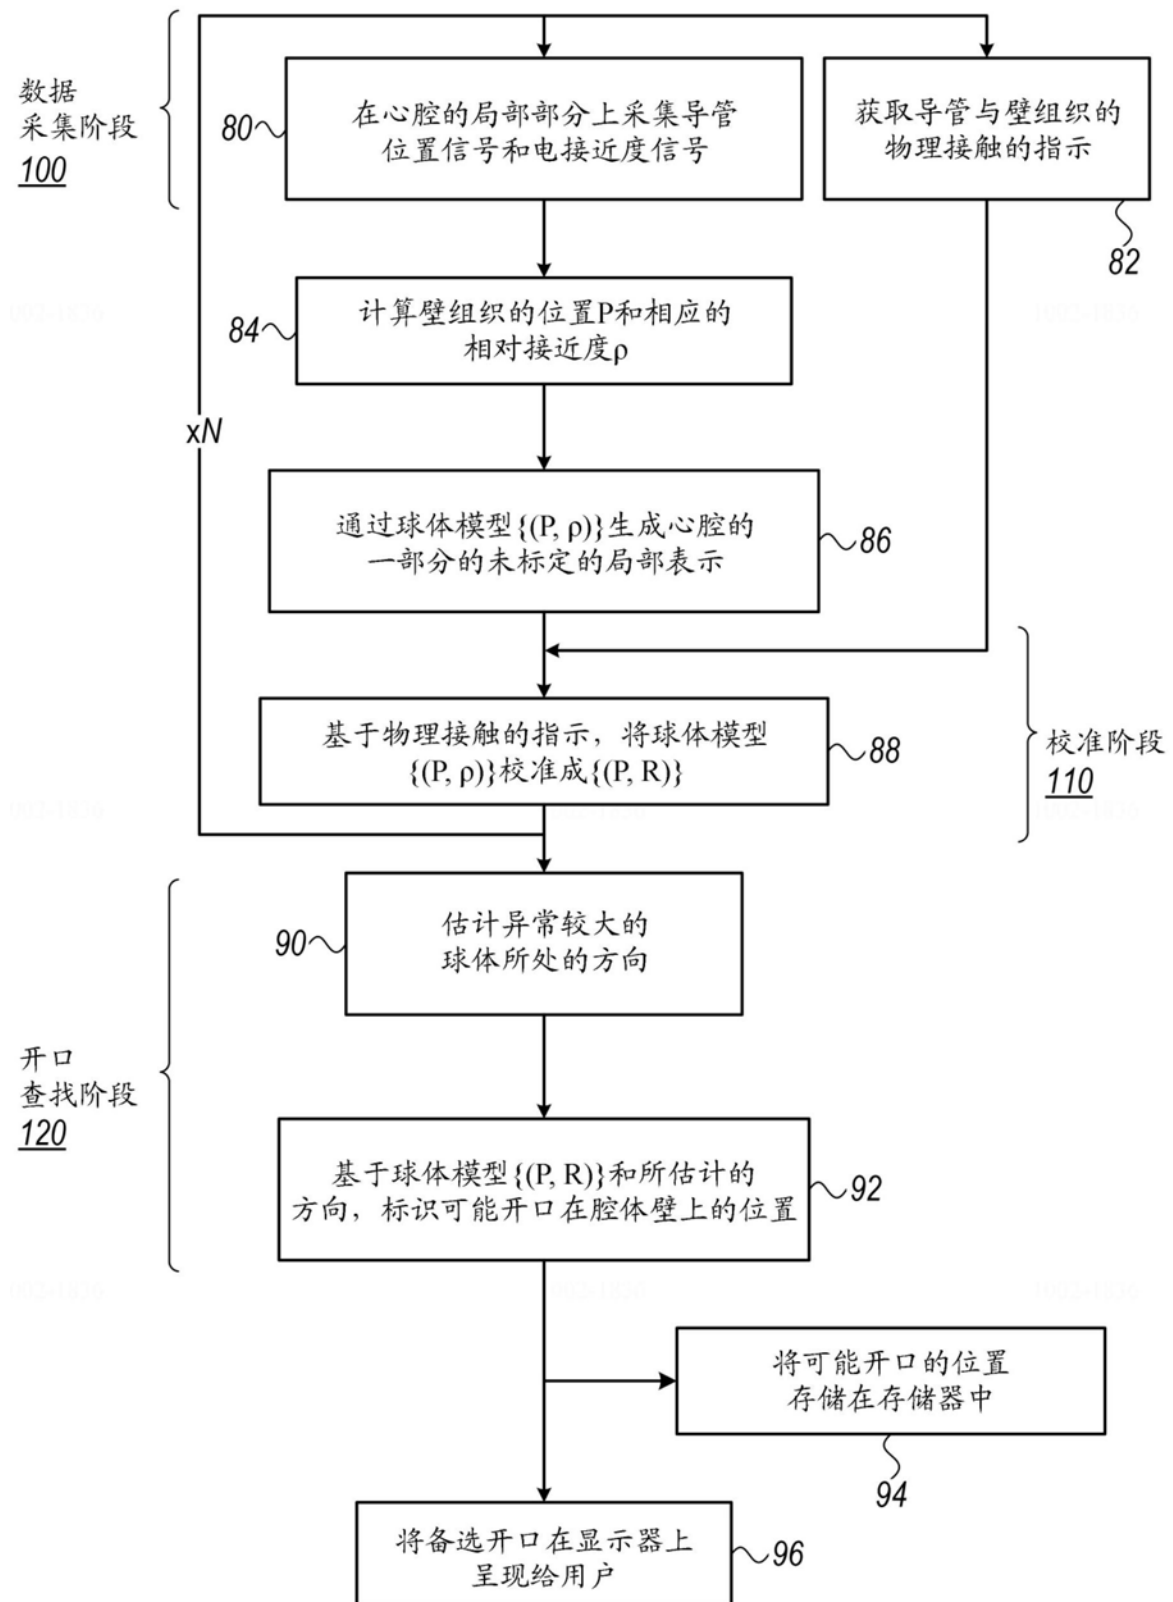 数据
采集阶段
100
80
在心腔的局部部分上采集导管
位置信号和电接近度信号
获取导管与壁组织的
物理接触的指示
82
84
计算壁组织的位置P和相应的
相对接近度ρ
xN
通过球体模型{(P, ρ)}生成心腔的
一部分的未标定的局部表示
86
基于物理接触的指示，将球体模型
{(P, ρ)}校准成{(P, R)}
88
校准阶段
110
90
估计异常较大的
球体所处的方向
开口
查找阶段
120
基于球体模型{(P, R)}和所估计的
方向，标识可能开口在腔体壁上的位置
92
将可能开口的位置
存储在存储器中
94
将备选开口在显示器上
呈现给用户
96